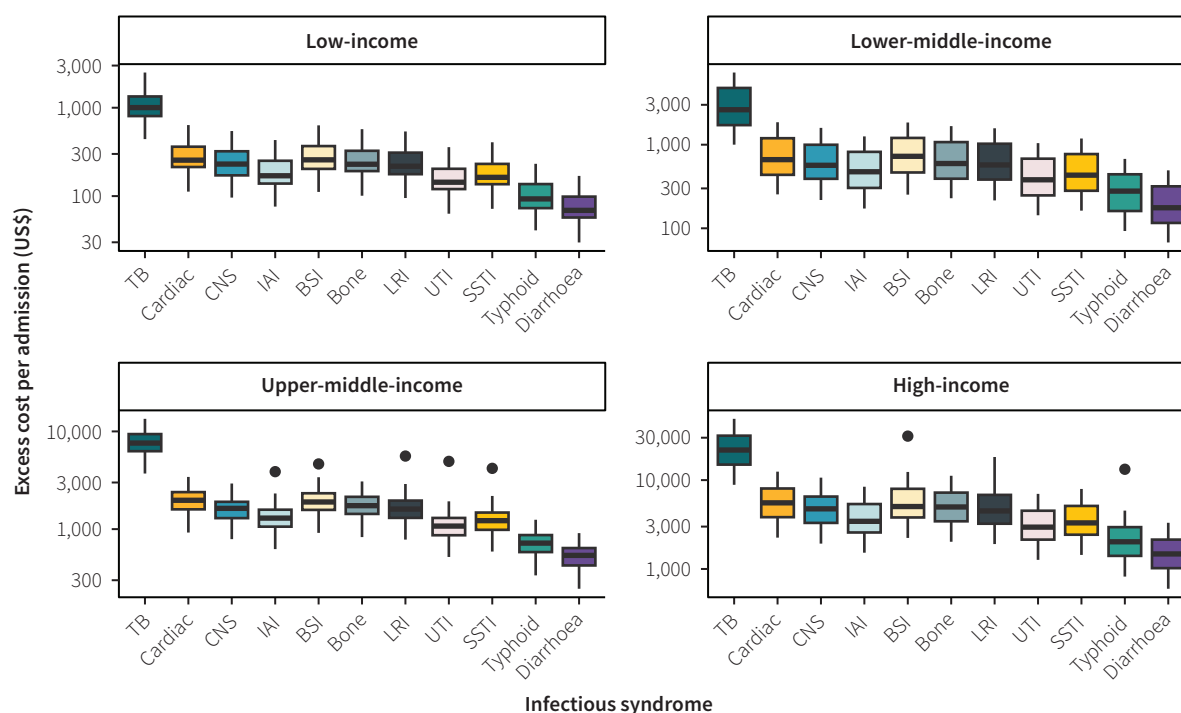 Excess cost per admission (US$)
Low-income
3,000
1,000
300
100
30
TB
Cardiac
CNS
IAI
BSI
Bone
LRI
UTI
SSTI
Typhoid
Diarrhoea
Lower-middle-income
3,000
1,000
300
100
TB
Cardiac
CNS
IAI
BSI
Bone
LRI
UTI
SSTI
Typhoid
Diarrhoea
Upper-middle-income
10,000
3,000
1,000
300
TB
Cardiac
CNS
IAI
BSI
Bone
LRI
UTI
SSTI
Typhoid
Diarrhoea
High-income
30,000
10,000
3,000
1,000
TB
Cardiac
CNS
IAI
BSI
Bone
LRI
UTI
SSTI
Typhoid
Diarrhoea
Infectious syndrome